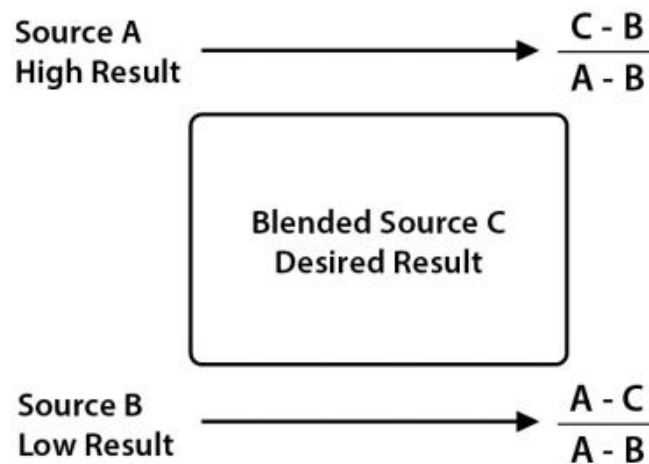 Source A
High Result
C - B
A - B
Blended Source C
Desired Result
Source B
Low Result
A - C
A - B